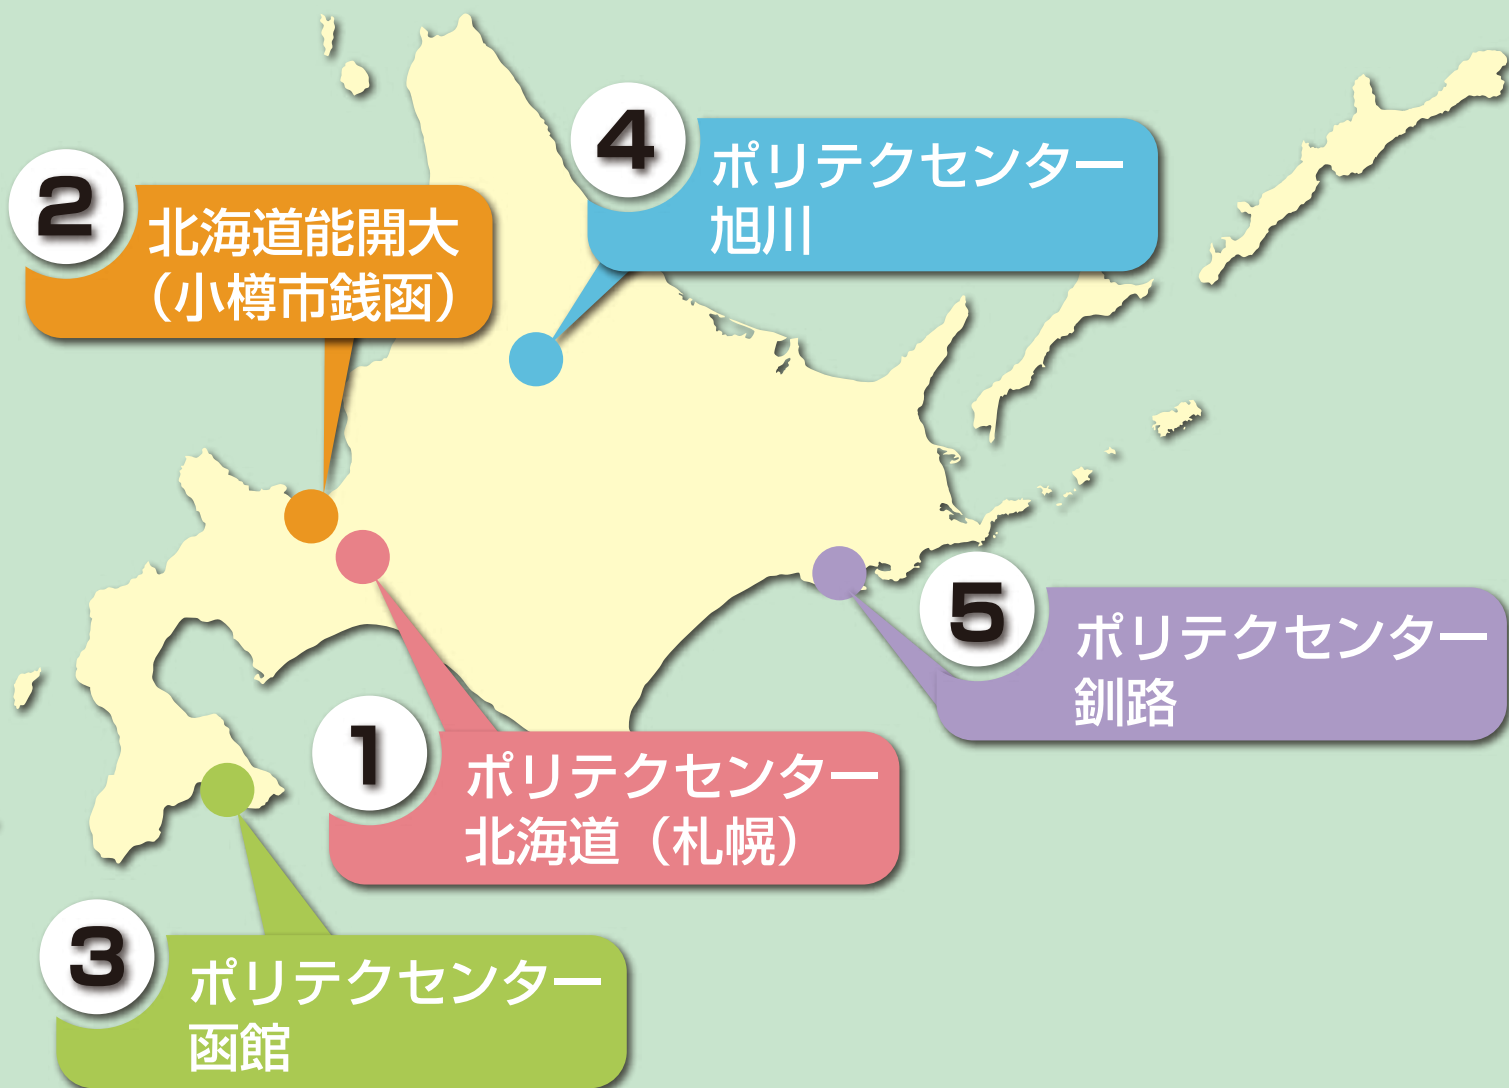 4
ポリテクセンター
旭川
2
北海道能開大
（小樽市銭函）
5
ポリテクセンター
釧路
1
ポリテクセンター
北海道（札幌）
3
ポリテクセンター
函館